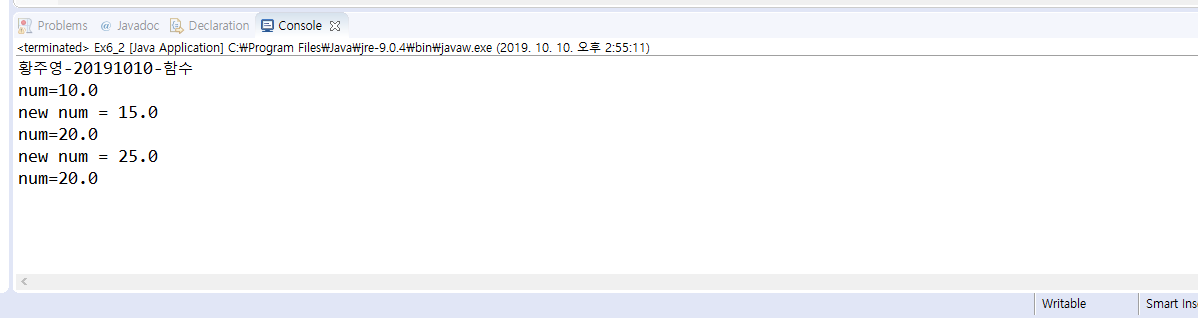 Problems @ Javadoc Declaration Console
<terminated> Ex6_2 [Java Application] C:₩Program Files₩Java₩jre-9.0.4₩bin₩javaw.exe (2019. 10. 10. 오후 2:55:11)
황주영-20191010-함수
num=10.0
new num = 15.0
num=20.0
new num = 25.0
num=20.0
Writable Smart Ins